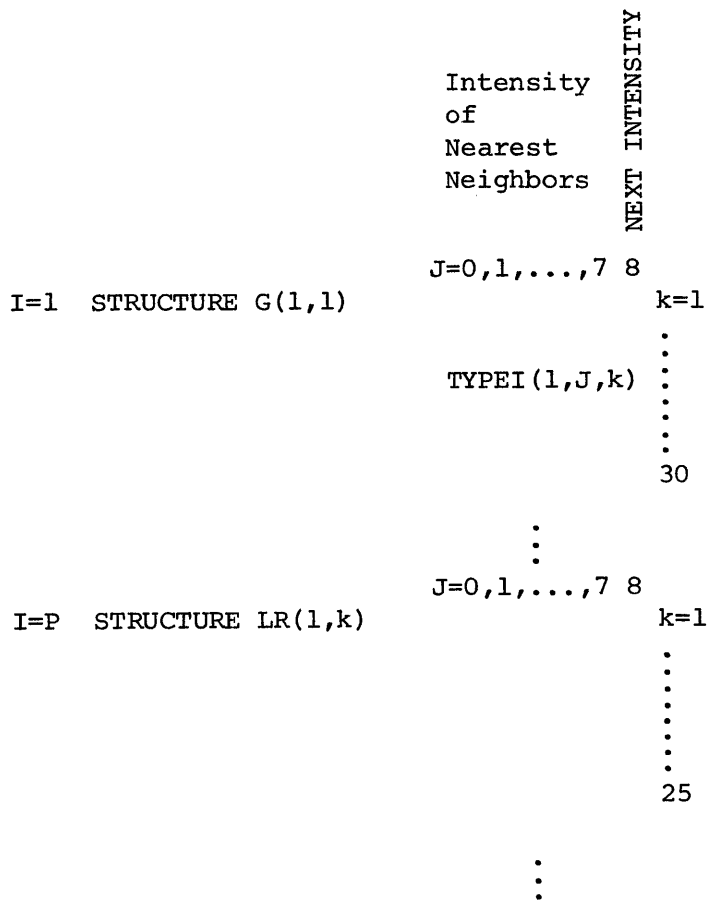 Intensity
of
Nearest
Neighbors
NEXT INTENSITY
J=0,1,...,7 8
I=1 STRUCTURE G(1,1)
k=1
TYPEI(1,J,k)
30
J=0,1,...,7 8
I=P STRUCTURE LR(1,k)
k=1
25